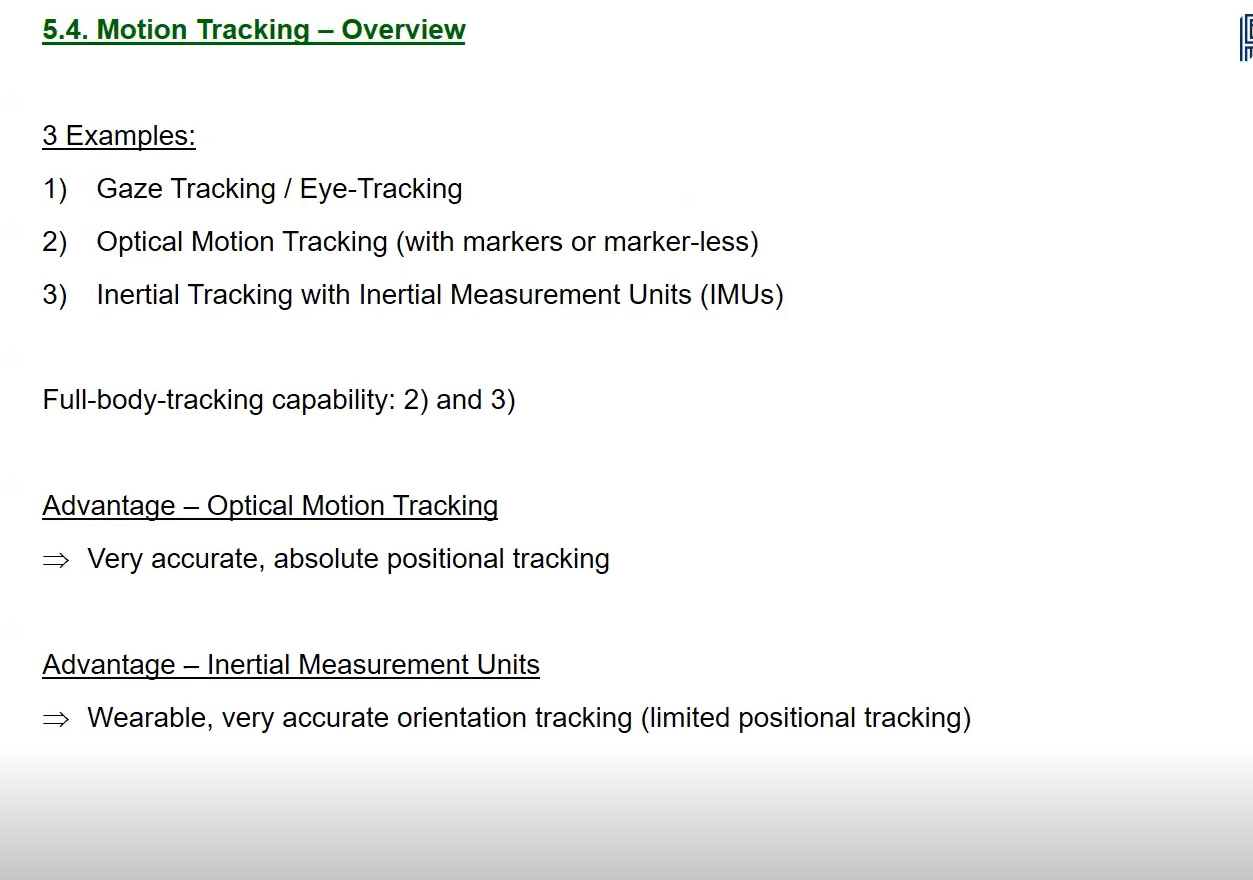 5.4. Motion Tracking – Overview
3 Examples:
1) Gaze Tracking / Eye-Tracking
2) Optical Motion Tracking (with markers or marker-less)
3) Inertial Tracking with Inertial Measurement Units (IMUs)
Full-body-tracking capability: 2) and 3)
Advantage – Optical Motion Tracking
⇒ Very accurate, absolute positional tracking
Advantage – Inertial Measurement Units
⇒ Wearable, very accurate orientation tracking (limited positional tracking)